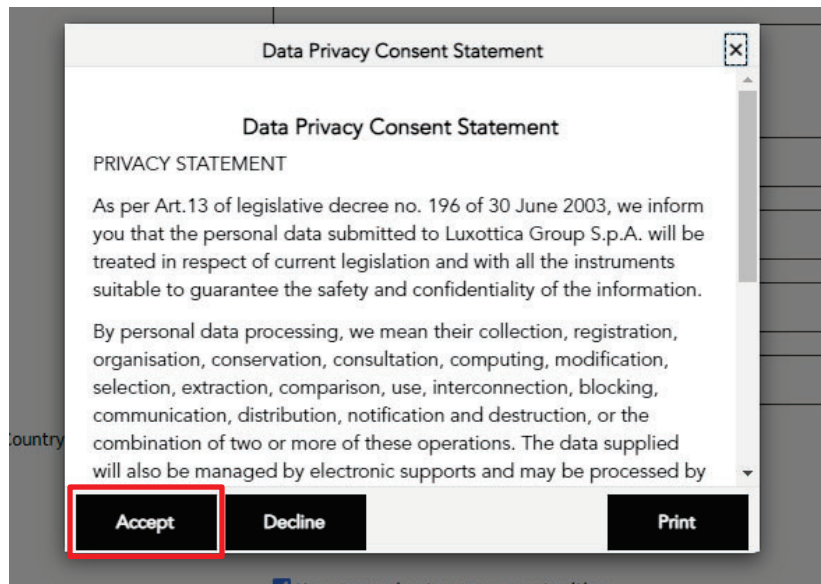 Data Privacy Consent Statement
Data Privacy Consent Statement
PRIVACY STATEMENT
As per Art.13 of legislative decree no. 196 of 30 June 2003, we inform
you that the personal data submitted to Luxottica Group S.p.A. will be
treated in respect of current legislation and with all the instruments
suitable to guarantee the safety and confidentiality of the information.
By personal data processing, we mean their collection, registration,
organisation, conservation, consultation, computing, modification,
selection, extraction, comparison, use, interconnection, blocking,
communication, distribution, notification and destruction, or the
combination of two or more of these operations. The data supplied
will also be managed by electronic supports and may be processed by
Country
Accept Decline Print